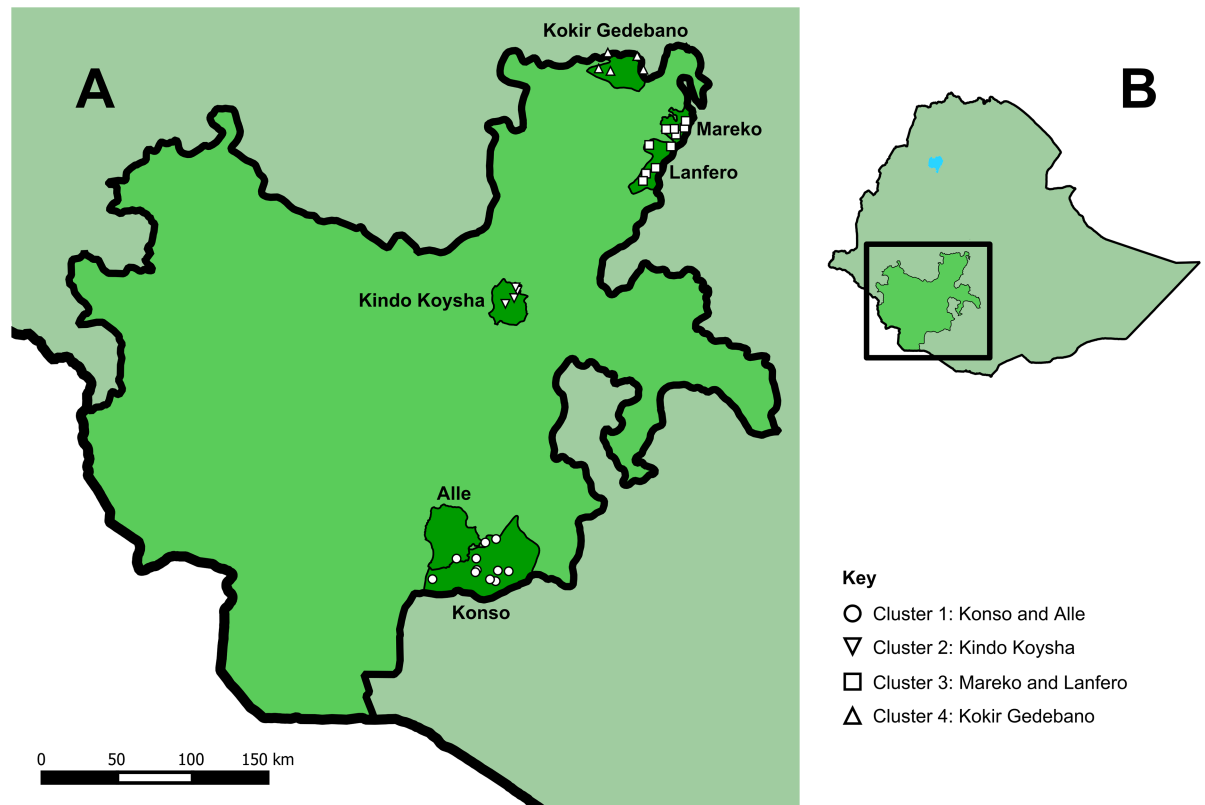 Kokir Gedebano
A
B
Mareko
Lanfero
Kindo Koysha
Alle
Konso
Key
Cluster 1: Konso and Alle
Cluster 2: Kindo Koysha
Cluster 3: Mareko and Lanfero
Cluster 4: Kokir Gedebano
0 50 100 150 km